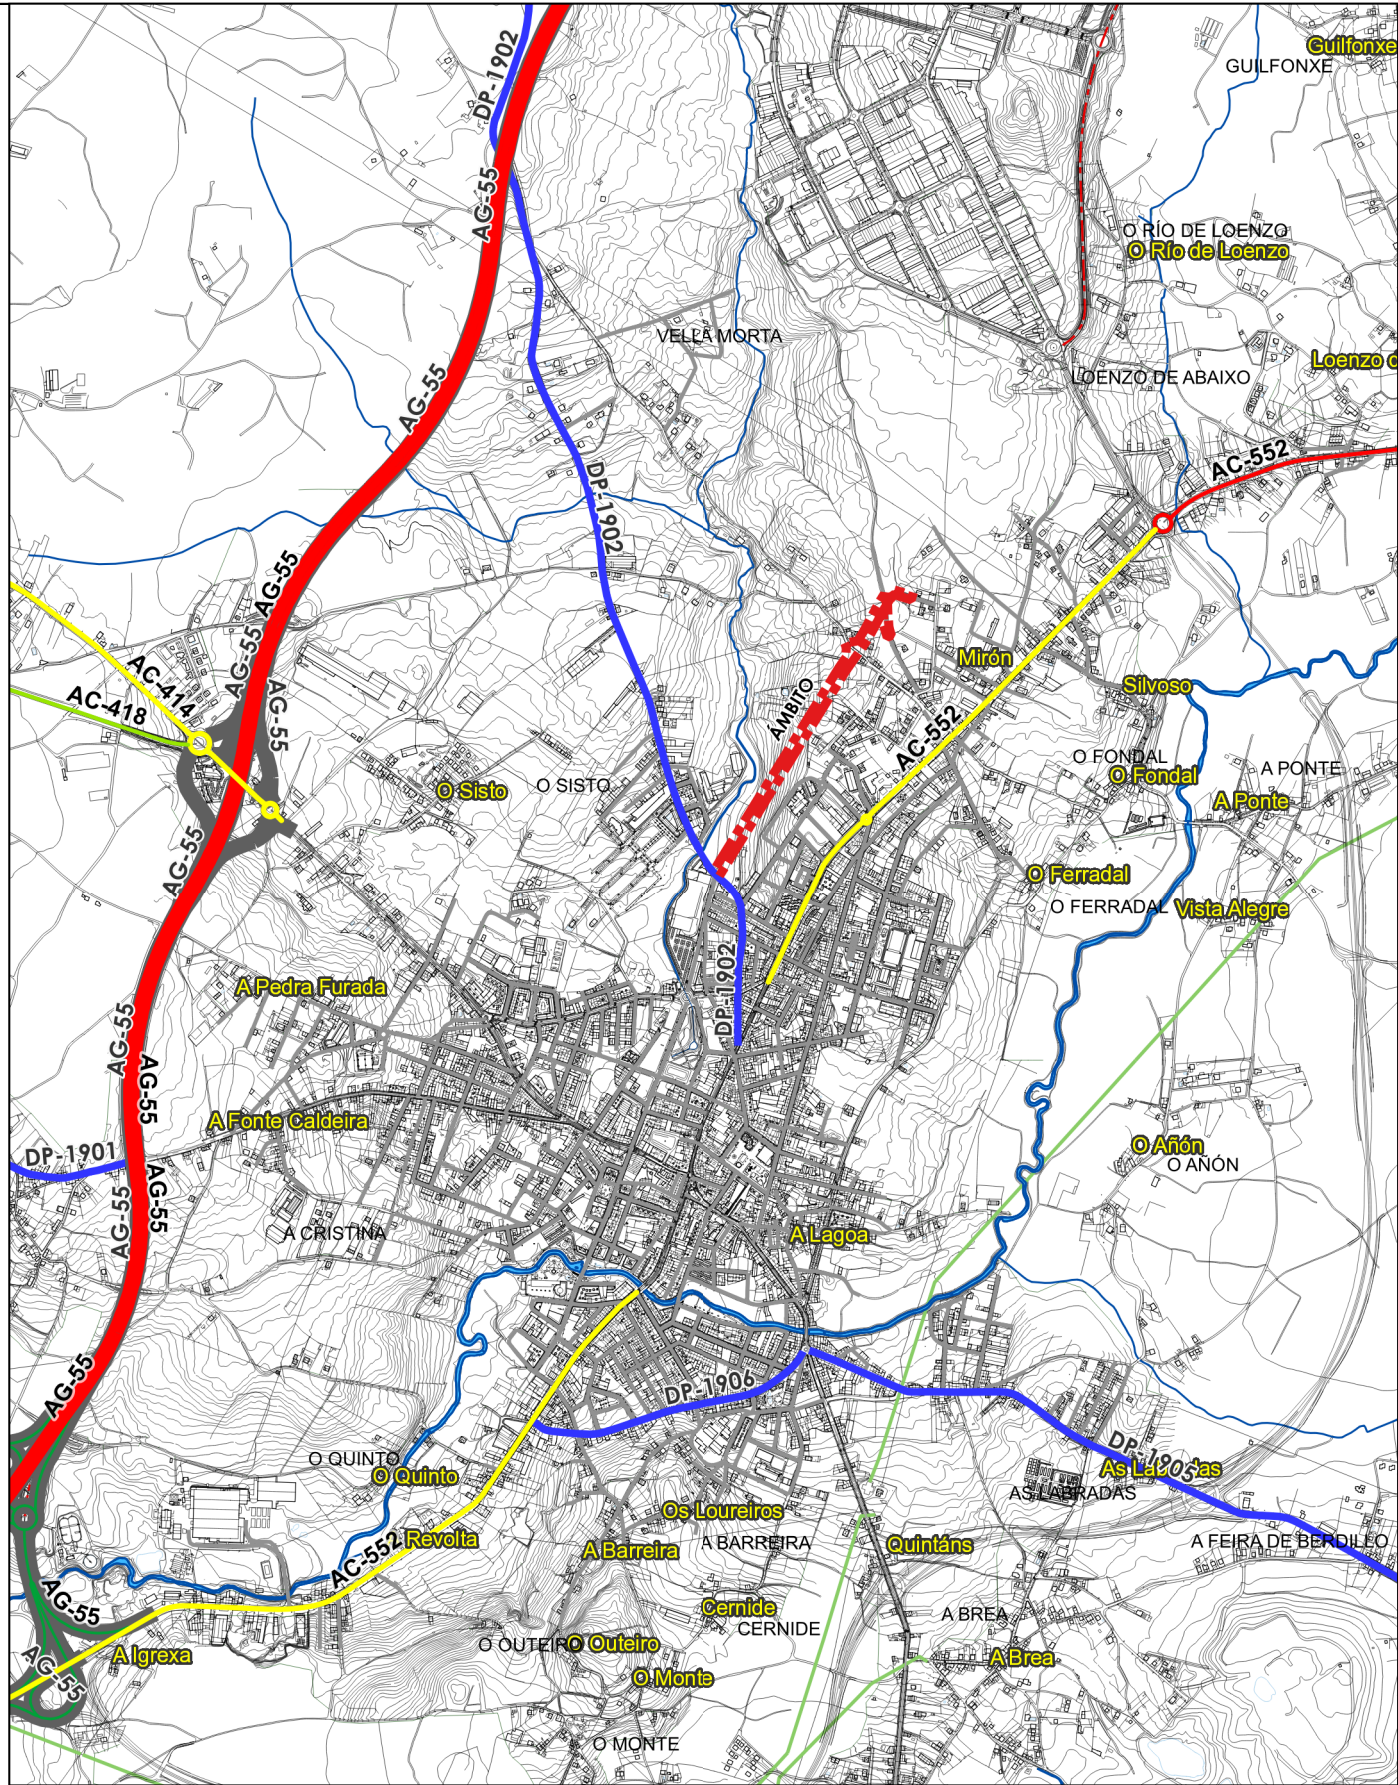 DP-1902
Guilfonxe
GUILFONXE
AG-55
O RÍO DE LOENZO
O Río de Loenzo
VELLA MORTA
Loenzo d
LOENZO DE ABAIXO
AG-55
AC-552
DP-1902
AG-55
Mirón
AG-55
AC-414
Silvoso
AC-418
AG-55
ÁMBITO
AC-552
O FONDAL
A PONTE
O Fondal
O Sisto
O SISTO
A Ponte
AG-55
O Ferradal
O FERRADAL
Vista Alegre
A Pedra Furada
DP-1902
AG-55
AG-55
A Fonte Caldeira
O Añón
DP-1901
O AÑÓN
AG-55
AG-55
A CRISTINA
A Lagoa
AG-55
DP-1906
DP-1905
O QUINTO
O Quinto
As Labradas
AS LABRADAS
Os Loureiros
Revolta
A Barreira
A BARREIRA
Quintáns
A FEIRA DE BERDILLO
AC-552
AG-55
Cernide
CERNIDE
A BREA
O OUTEIRO
O Outeiro
A Igrexa
A Brea
AG-55
O Monte
O MONTE